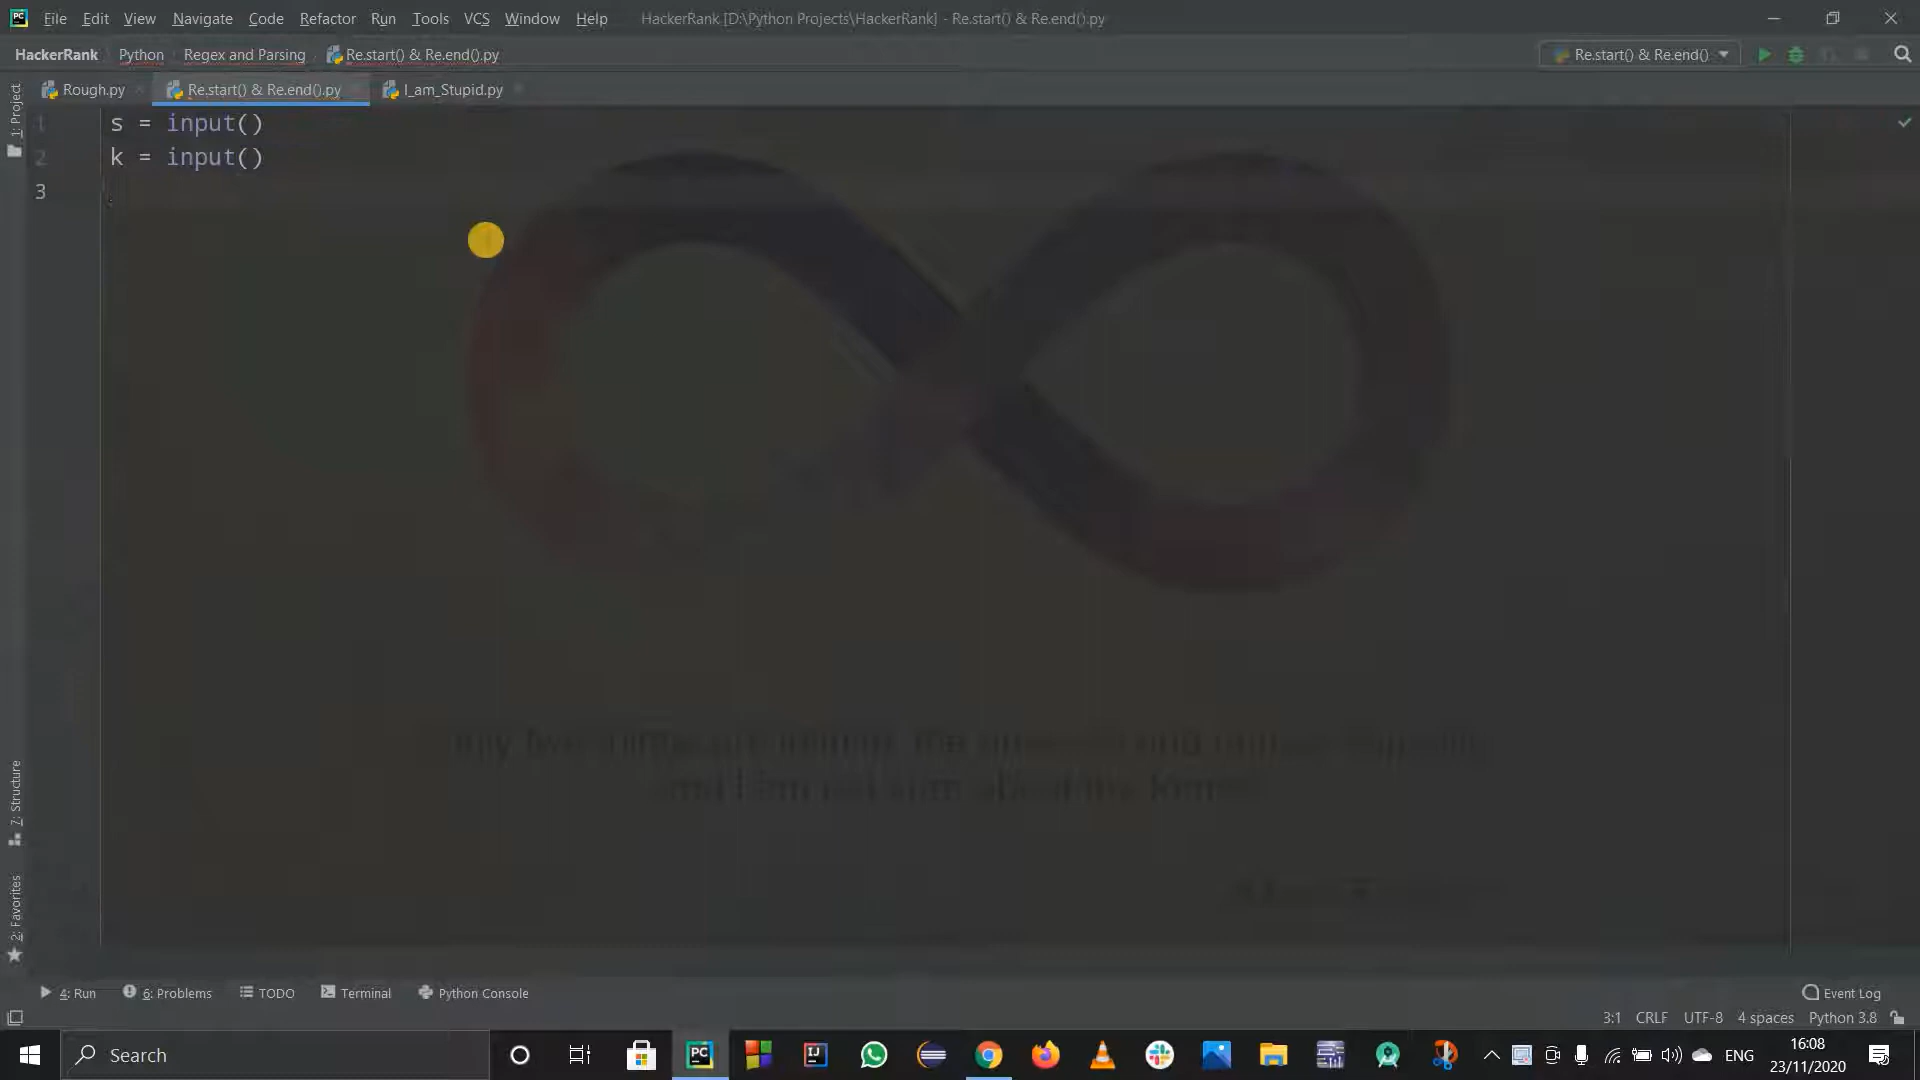 File Edit View Navigate Code Refactor Run Tools VCS Window Help HackerRank [D:\Python Projects\HackerRank] - Re.start() & Re.end().py
HackerRank Python Regex and Parsing Re.start() & Re.end().py Re.start() & Re.end()
Rough.py Re.start() & Re.end().py I_am_Stupid.py
1: Project
1 s = input()
2 k = input()
3
7: Structure
2: Favorites
4: Run 6: Problems TODO Terminal Python Console Event Log
3:1 CRLF UTF-8 4 spaces Python 3.8
Search ENG 16:08
23/11/2020